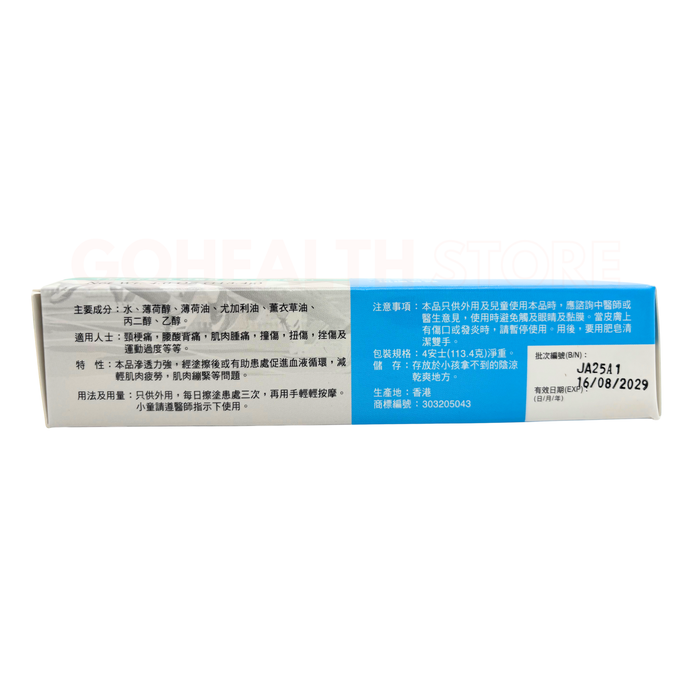 GOHEALTH STORE
主要成分：水、薄荷醇、薄荷油、尤加利油、薰衣草油、
丙二醇、乙醇。
適用人士：頸梗痛，腰酸背痛，肌肉腫痛，撞傷，扭傷，挫傷及
運動過度等等。
特　性：本品滲透力強，經塗擦後或有助患處促進血液循環，減
輕肌肉疲勞，肌肉繃緊等問題。
用法及用量：只供外用，每日擦塗患處三次，再用手輕輕按摩。
小童請遵醫師指示下使用。
注意事項：本品只供外用及兒童使用本品時，應諮詢中醫師或
醫生意見，使用時避免觸及眼睛及黏膜。當皮膚上
有傷口或發炎時，請暫停使用。用後，要用肥皂清
潔雙手。
包裝規格：4安士(113.4克)淨重。
儲　存：存放於小孩拿不到的陰涼
乾爽地方。
生產地：香港
商標編號：303205043
批次編號(B/N)：
JA25A1
16/08/2029
有效日期(EXP)：
(日/月/年)